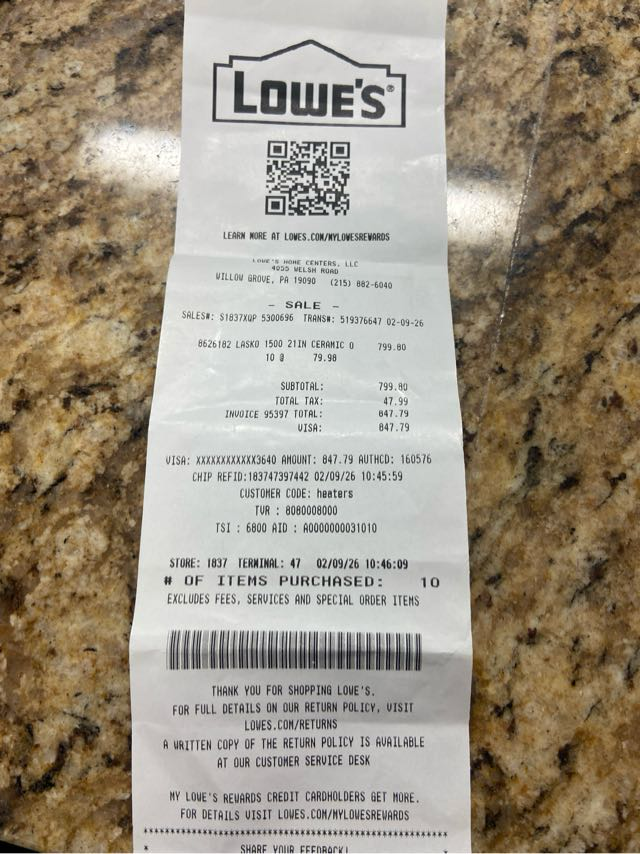 LOWE'S®
LEARN MORE AT LOWES.COM/MYLOWESREWARDS
LOWE'S HOME CENTERS, LLC
4055 WELSH ROAD
WILLOW GROVE, PA 19090 (215) 882-6040
- SALE -
SALES#: S1837XQP 5300696 TRANS#: 519376647 02-09-26
8626182 LASKO 1500 21IN CERAMIC O 799.80
10 @ 79.98
SUBTOTAL: 799.80
TOTAL TAX: 47.99
INVOICE 95397 TOTAL: 847.79
VISA: 847.79
VISA: XXXXXXXXXXXX3640 AMOUNT: 847.79 AUTHCD: 160576
CHIP REFID:183747397442 02/09/26 10:45:59
CUSTOMER CODE: heaters
TVR : 8080008000
TSI : 6800 AID : A0000000031010
STORE: 1837 TERMINAL: 47 02/09/26 10:46:09
# OF ITEMS PURCHASED: 10
EXCLUDES FEES, SERVICES AND SPECIAL ORDER ITEMS
THANK YOU FOR SHOPPING LOWE'S.
FOR FULL DETAILS ON OUR RETURN POLICY, VISIT
LOWES.COM/RETURNS
A WRITTEN COPY OF THE RETURN POLICY IS AVAILABLE
AT OUR CUSTOMER SERVICE DESK
MY LOWE'S REWARDS CREDIT CARDHOLDERS GET MORE.
FOR DETAILS VISIT LOWES.COM/MYLOWESREWARDS
* SHARE YOUR FEEDBACK! *